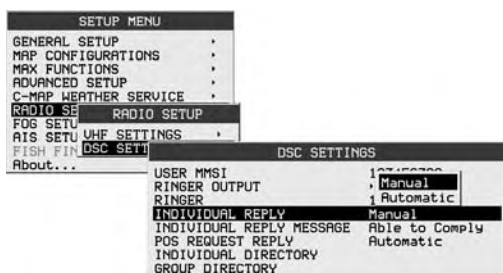 SETUP MENU
GENERAL SETUP
MAP CONFIGURATIONS
MAX FUNCTIONS
ADVANCED SETUP
C-MAP WEATHER SERVICE
RADIO SE
FOG SETU
AIS SETU
FISH FIN
About...
RADIO SETUP
VHF SETTINGS
DSC SETT
DSC SETTINGS
USER MMSI
RINGER OUTPUT
RINGER 1
INDIVIDUAL REPLY Manual
INDIVIDUAL REPLY MESSAGE Able to Comply
POS REQUEST REPLY Automatic
INDIVIDUAL DIRECTORY
GROUP DIRECTORY
Manual
Automatic